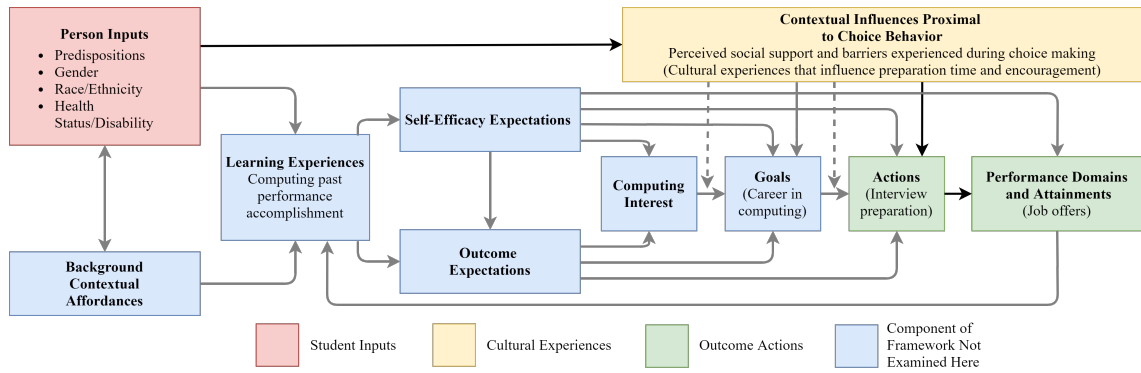 Person Inputs
Predispositions
Gender
Race/Ethnicity
Health
Status/Disability
Contextual Influences Proximal
to Choice Behavior
Perceived social support and barriers experienced during choice making
(Cultural experiences that influence preparation time and encouragement)
Self-Efficacy Expectations
Learning Experiences
Computing past
performance
accomplishment
Computing
Interest
Goals
(Career in
computing)
Actions
(Interview
preparation)
Performance Domains
and Attainments
(Job offers)
Outcome
Expectations
Background
Contextual
Affordances
Student Inputs
Cultural Experiences
Outcome Actions
Component of
Framework Not
Examined Here